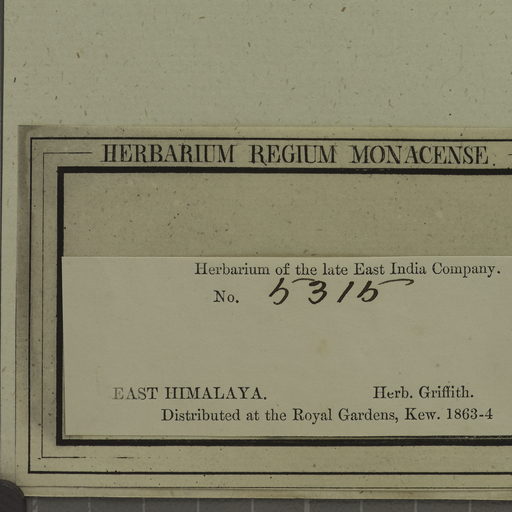 HERBARIUM REGIUM MONACENSE.
Herbarium of the late East India Company.
No. 5315
EAST HIMALAYA. Herb. Griffith.
Distributed at the Royal Gardens, Kew. 1863-4